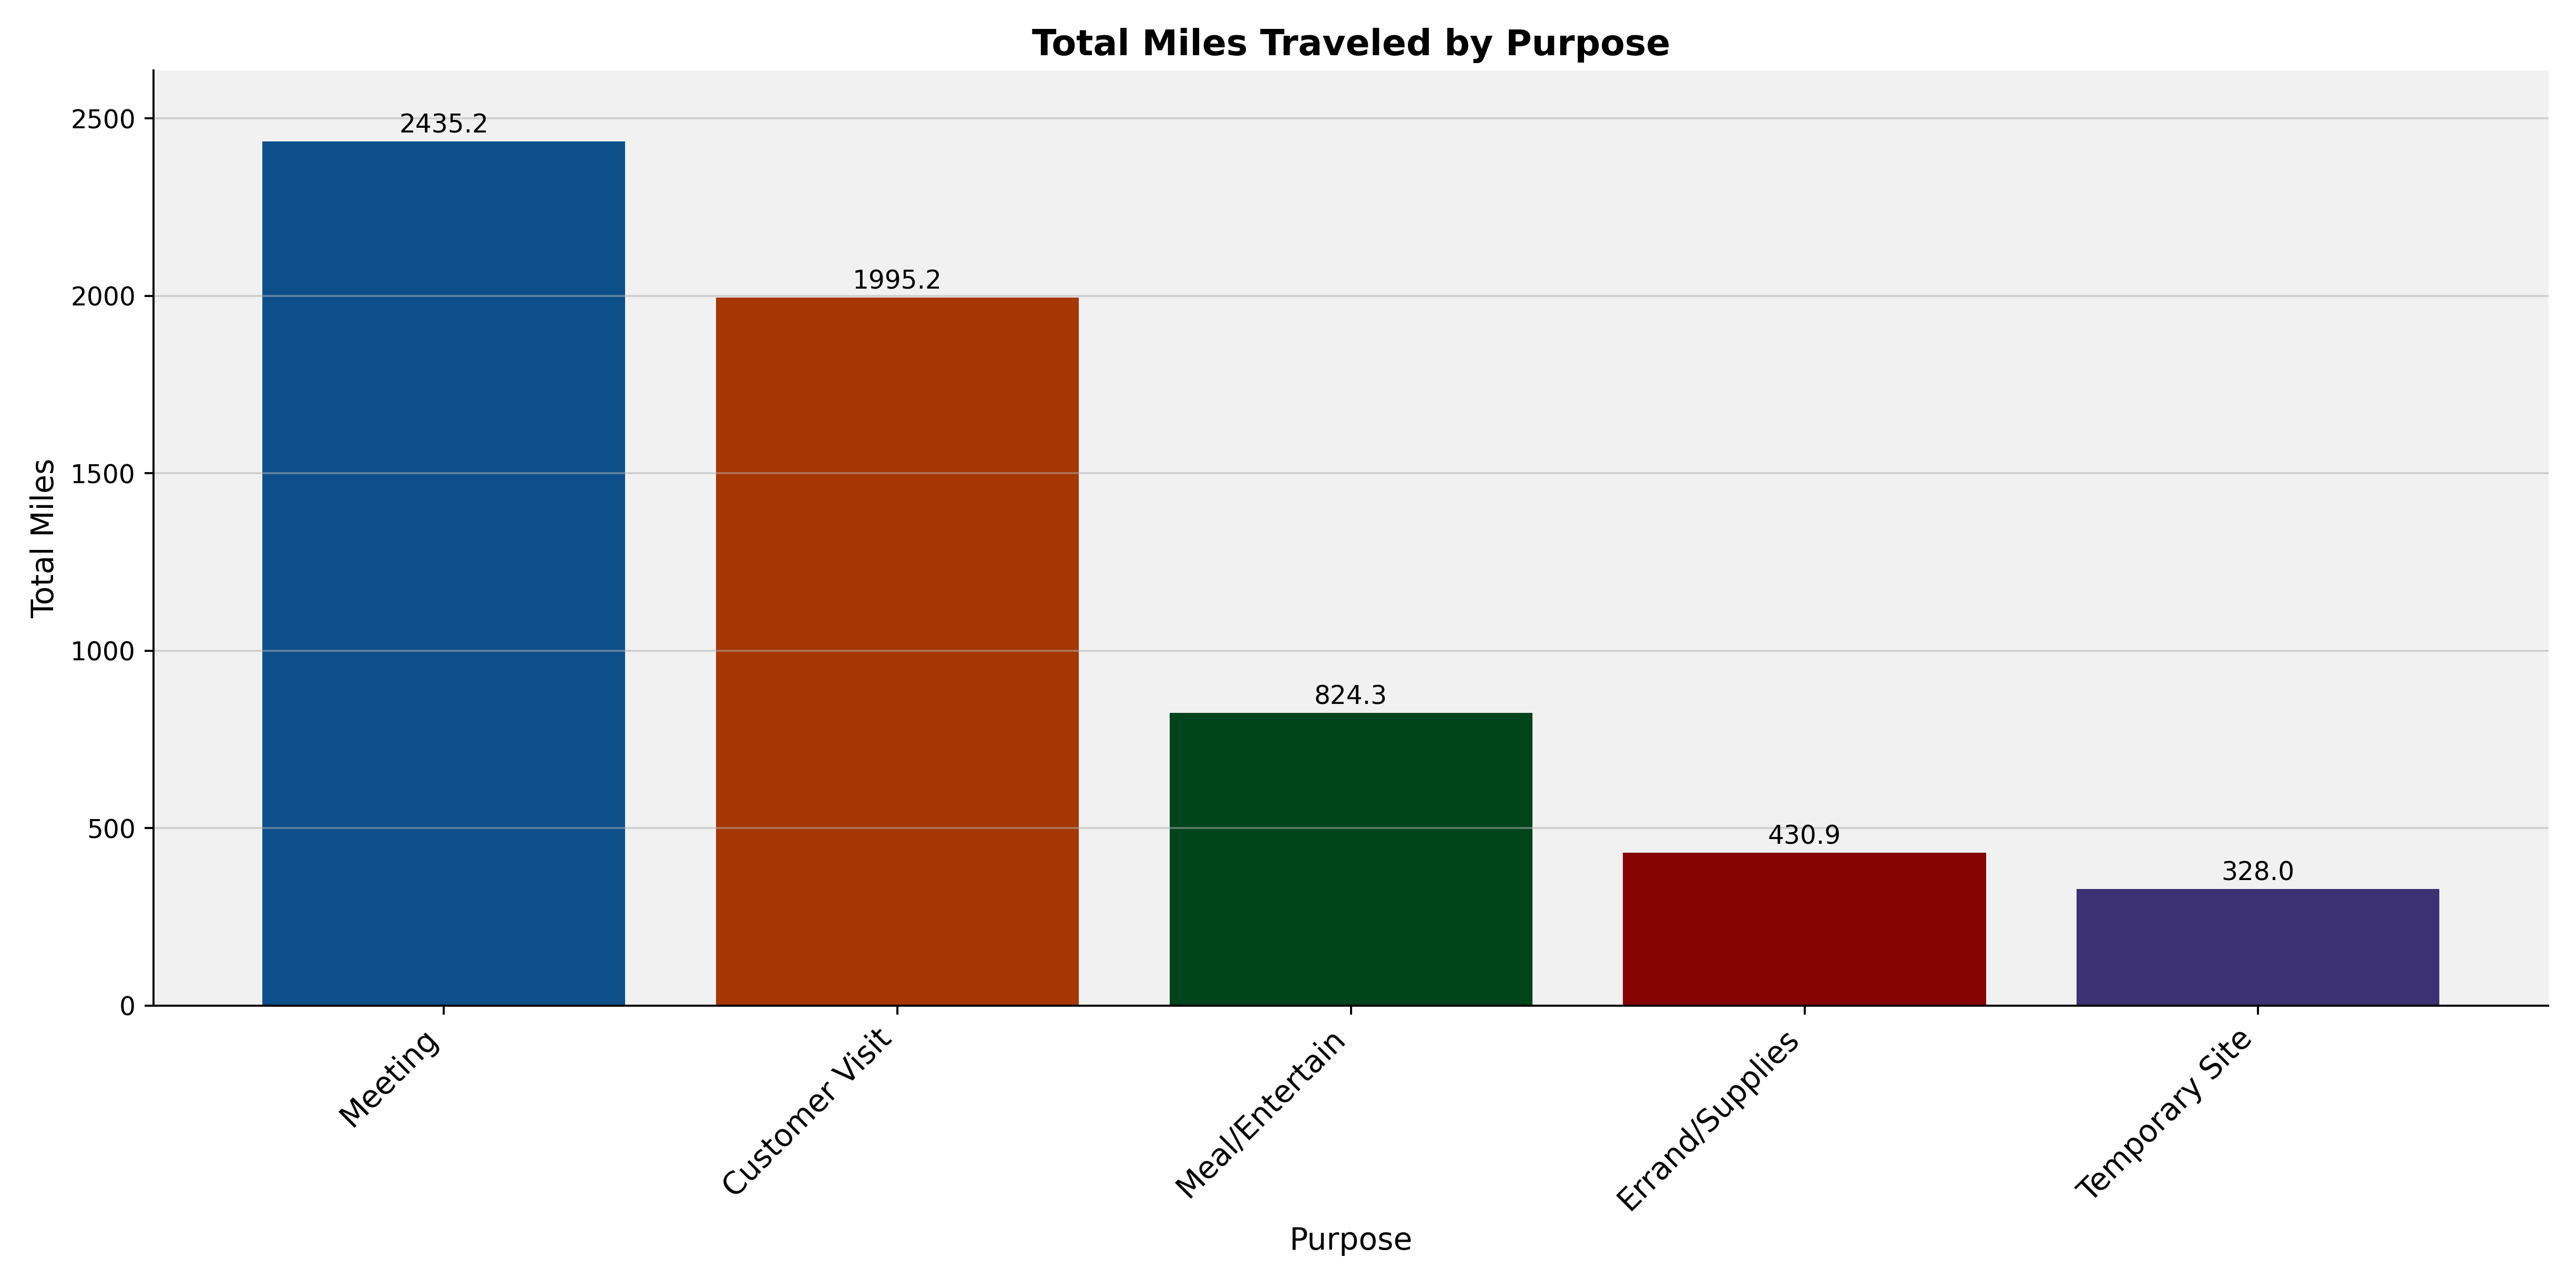 Total Miles Traveled by Purpose
Total Miles
2500
2000
1500
1000
500
0
2435.2
1995.2
824.3
430.9
328.0
Meeting
Customer Visit
Meal/Entertain
Errand/Supplies
Temporary Site
Purpose